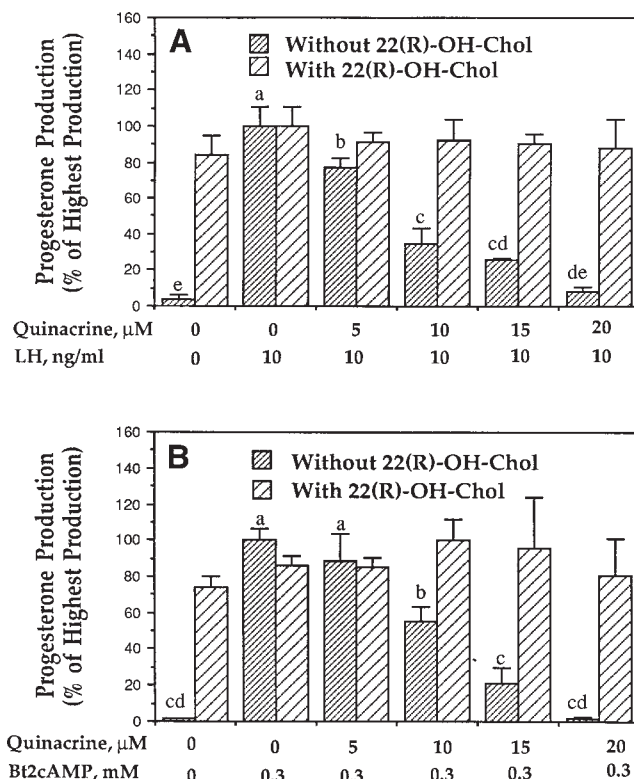 A
Without 22(R)-OH-Chol
With 22(R)-OH-Chol
Progesterone Production
(% of Highest Production)
160
140
120
100
80
60
40
20
0
e
a
b
c
cd
de
Quinacrine, µM 0 0 5 10 15 20
LH, ng/ml 0 10 10 10 10 10
B
Without 22(R)-OH-Chol
With 22(R)-OH-Chol
Progesterone Production
(% of Highest Production)
160
140
120
100
80
60
40
20
0
cd
a
a
b
c
cd
Quinacrine, µM 0 0 5 10 15 20
Bt2cAMP, mM 0 0.3 0.3 0.3 0.3 0.3